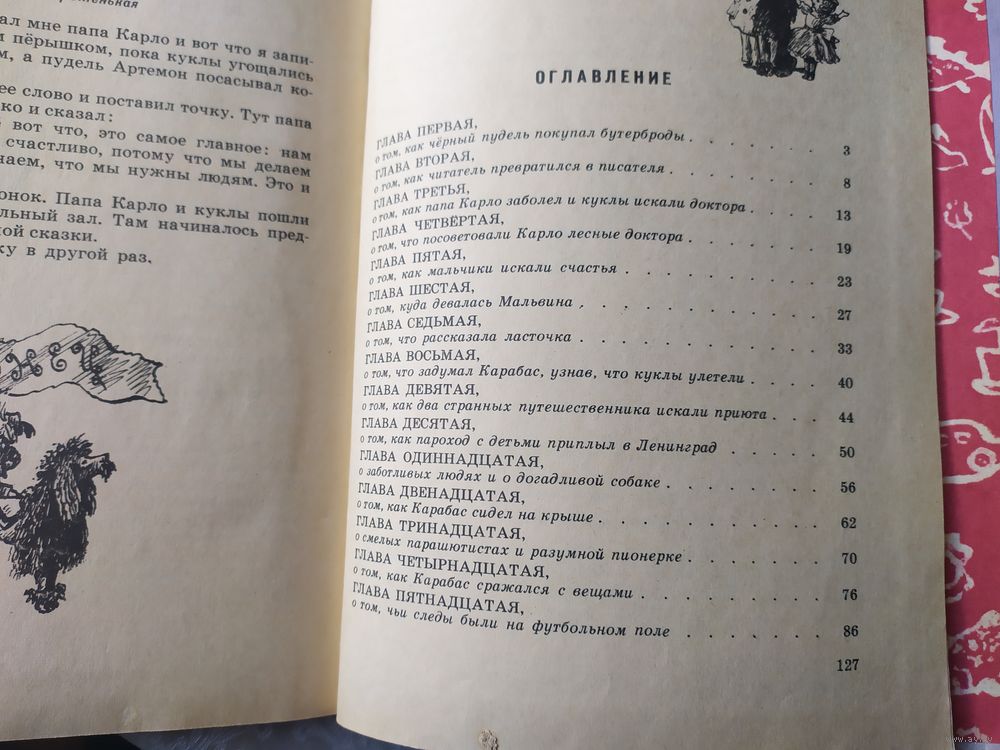 ал мне папа Карло и вот что я запи-
м пёрышком, пока куклы угощались
м, а пудель Артемон посасывал ко-
ее слово и поставил точку. Тут папа
ко и сказал:
вот что, это самое главное: нам
счастливо, потому что мы делаем
наем, что мы нужны людям. Это и
онок. Папа Карло и куклы пошли
льный зал. Там начиналось пред-
ной сказки.
ку в другой раз.
ОГЛАВЛЕНИЕ
ГЛАВА ПЕРВАЯ,
о том, как чёрный пудель покупал бутерброды . . . . . 3
ГЛАВА ВТОРАЯ,
о том, как читатель превратился в писателя . . . . . . 8
ГЛАВА ТРЕТЬЯ,
о том, как папа Карло заболел и куклы искали доктора . . . 13
ГЛАВА ЧЕТВЁРТАЯ,
о том, что посоветовали Карло лесные доктора . . . . . 19
ГЛАВА ПЯТАЯ,
о том, как мальчики искали счастья . . . . . . . . 23
ГЛАВА ШЕСТАЯ,
о том, куда девалась Мальвина . . . . . . . . . 27
ГЛАВА СЕДЬМАЯ,
о том, что рассказала ласточка . . . . . . . . . 33
ГЛАВА ВОСЬМАЯ,
о том, что задумал Карабас, узнав, что куклы улетели . . . 40
ГЛАВА ДЕВЯТАЯ,
о том, как два странных путешественника искали приюта . . . 44
ГЛАВА ДЕСЯТАЯ,
о том, как пароход с детьми приплыл в Ленинград . . . . 50
ГЛАВА ОДИННАДЦАТАЯ,
о заботливых людях и о догадливой собаке . . . . . . 56
ГЛАВА ДВЕНАДЦАТАЯ,
о том, как Карабас сидел на крыше . . . . . . . . 62
ГЛАВА ТРИНАДЦАТАЯ,
о смелых парашютистах и разумной пионерке . . . . . 70
ГЛАВА ЧЕТЫРНАДЦАТАЯ,
о том, как Карабас сражался с вещами . . . . . . . 76
ГЛАВА ПЯТНАДЦАТАЯ,
о том, чьи следы были на футбольном поле . . . . . . 86
127